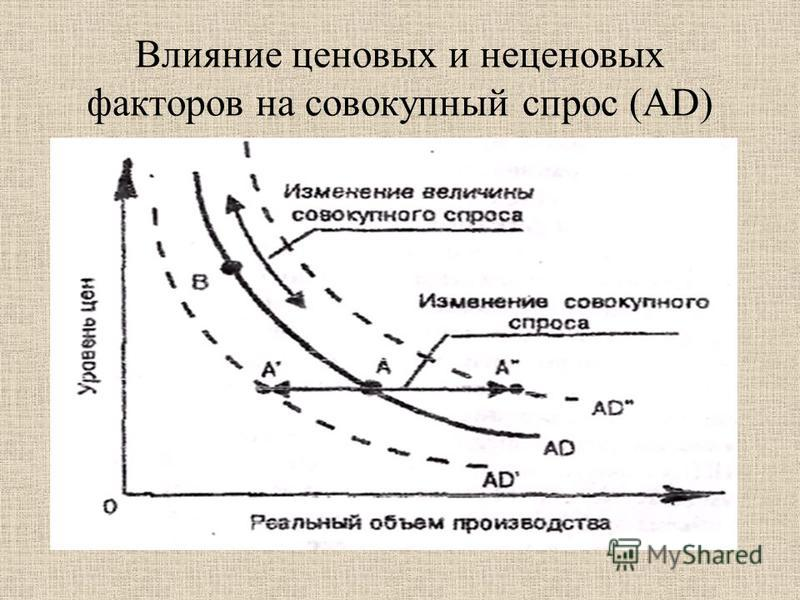 Влияние ценовых и неценовых
факторов на совокупный спрос (AD)
Изменение величины
совокупного спроса
Уровень цен
B
Изменение совокупного
спроса
A'
A
A"
AD"
AD
AD'
0
Реальный объем производства
MyShared